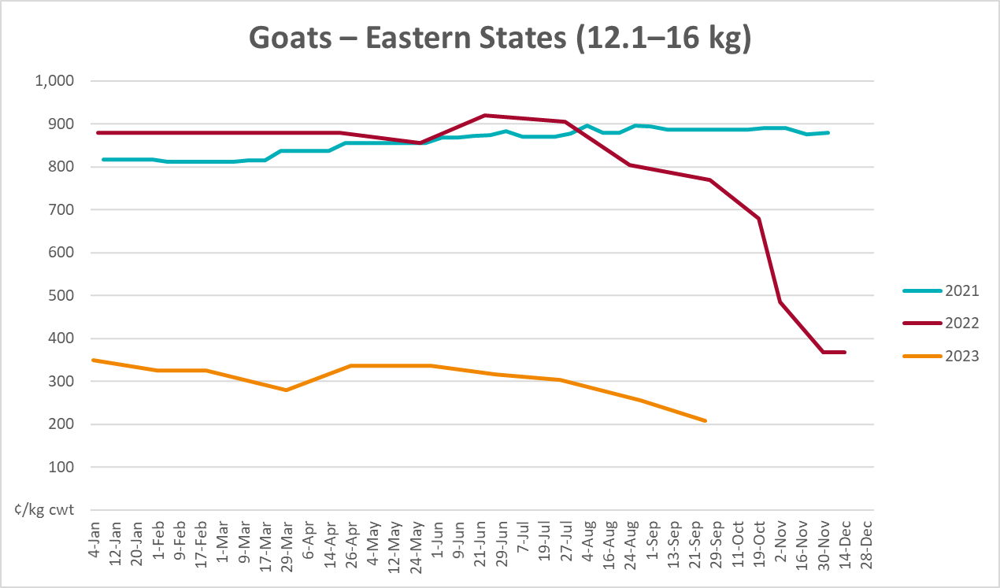 Goats – Eastern States (12.1–16 kg)
1,000
900
800
700
600
500
400
300
200
100
¢/kg cwt
4-Jan
12-Jan
20-Jan
1-Feb
9-Feb
17-Feb
1-Mar
9-Mar
17-Mar
29-Mar
6-Apr
14-Apr
26-Apr
4-May
12-May
24-May
1-Jun
9-Jun
21-Jun
29-Jun
7-Jul
19-Jul
27-Jul
4-Aug
16-Aug
24-Aug
1-Sep
13-Sep
21-Sep
29-Sep
11-Oct
19-Oct
2-Nov
16-Nov
30-Nov
14-Dec
28-Dec
2021
2022
2023